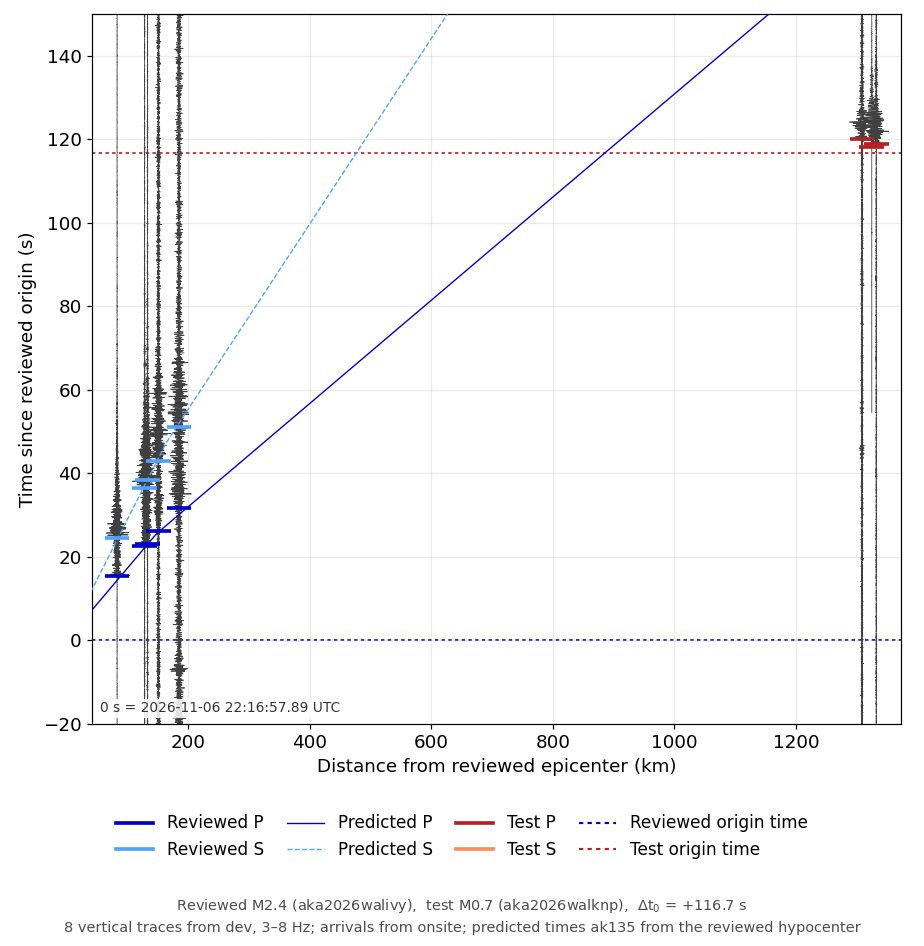 140
120
100
80
60
40
20
0
−20
Time since reviewed origin (s)
0 s = 2026-11-06 22:16:57.89 UTC
200 400 600 800 1000 1200
Distance from reviewed epicenter (km)
Reviewed P Predicted P Test P Reviewed origin time
Reviewed S Predicted S Test S Test origin time
Reviewed M2.4 (aka2026walivy), test M0.7 (aka2026walknp), Δt₀ = +116.7 s
8 vertical traces from dev, 3–8 Hz; arrivals from onsite; predicted times ak135 from the reviewed hypocenter